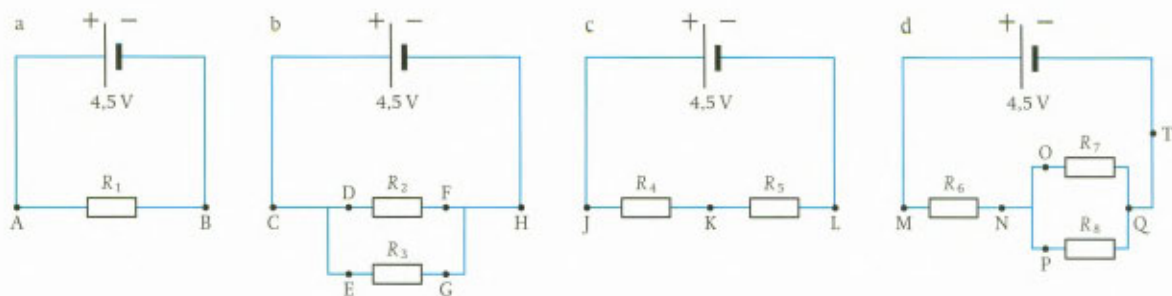 a
+ −
4,5 V
R1
A B
b
+ −
4,5 V
D R2 F
C H
R3
E G
c
+ −
4,5 V
R4 R5
J K L
d
+ −
4,5 V
T
O R7
R6
M N Q
R8
P